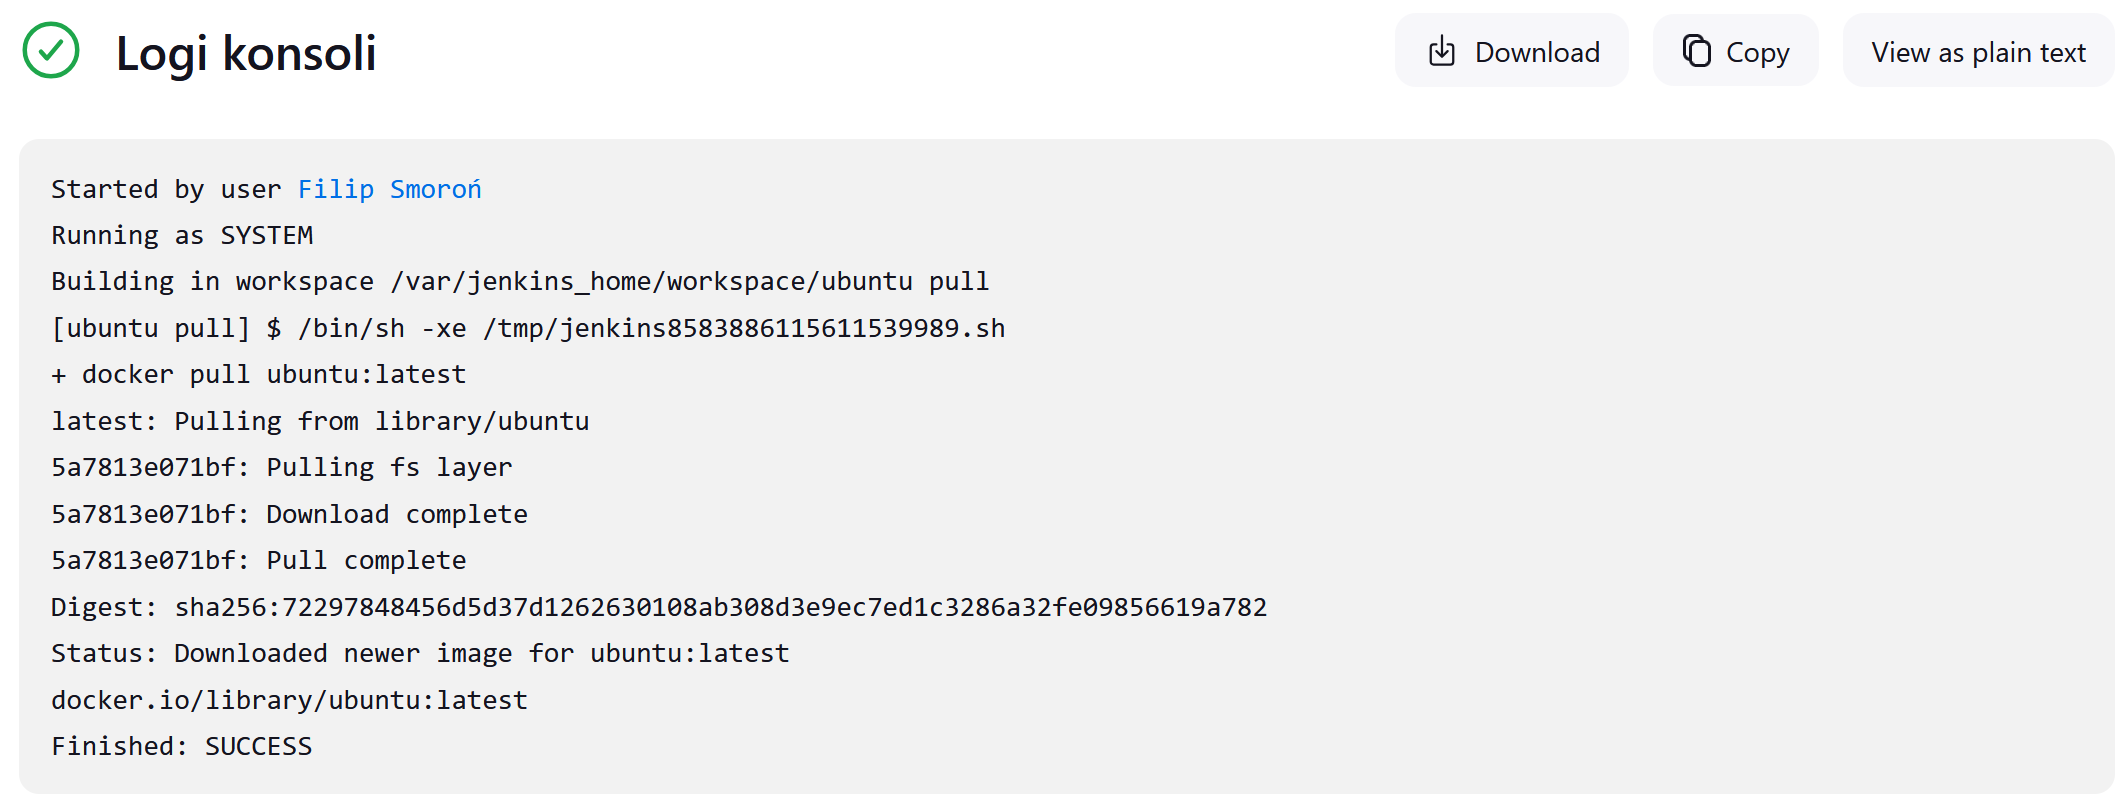 Logi konsoli
Download
Copy
View as plain text
Started by user Filip Smoroń
Running as SYSTEM
Building in workspace /var/jenkins_home/workspace/ubuntu pull
[ubuntu pull] $ /bin/sh -xe /tmp/jenkins8583886115611539989.sh
+ docker pull ubuntu:latest
latest: Pulling from library/ubuntu
5a7813e071bf: Pulling fs layer
5a7813e071bf: Download complete
5a7813e071bf: Pull complete
Digest: sha256:72297848456d5d37d1262630108ab308d3e9ec7ed1c3286a32fe09856619a782
Status: Downloaded newer image for ubuntu:latest
docker.io/library/ubuntu:latest
Finished: SUCCESS